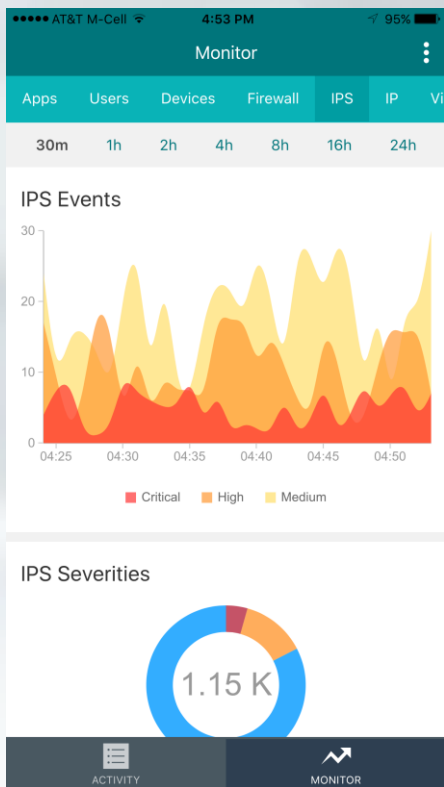 AT&T M-Cell 4:53 PM 95%
Monitor
Apps Users Devices Firewall IPS IP Vi
30m 1h 2h 4h 8h 16h 24h
IPS Events
30
20
10
0
04:25 04:30 04:35 04:40 04:45 04:50
Critical High Medium
IPS Severities
1.15 K
ACTIVITY MONITOR